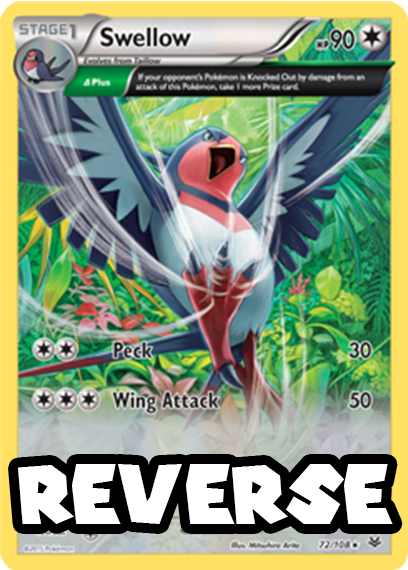 STAGE1
Swellow
HP90
Evolves from Taillow
Δ Plus
If your opponent's Pokémon is Knocked Out by damage from an
attack of this Pokémon, take 1 more Prize card.
Peck 30
Wing Attack 50
REVERSE
©2015 Pokémon
Illus. Mitsuhiro Arita
72/108